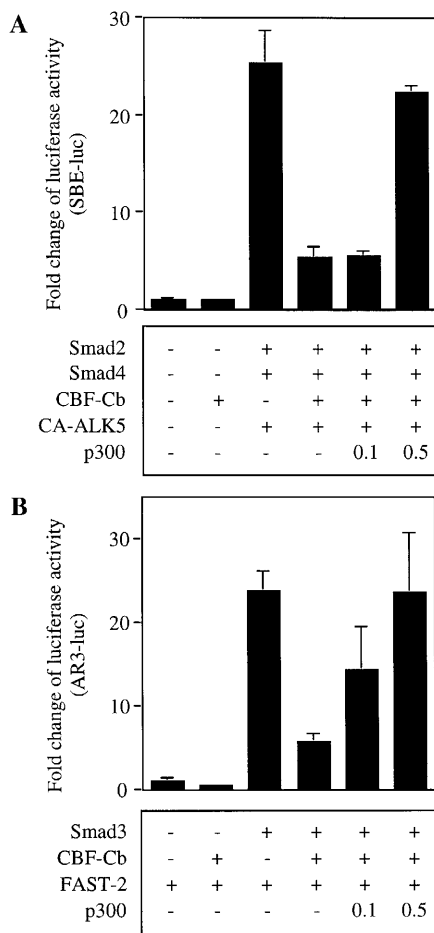 A
Fold change of luciferase activity
(SBE-luc)
30
20
10
0
Smad2 - - + + + +
Smad4 - - + + + +
CBF-Cb - + - + + +
CA-ALK5 - - + + + +
p300 - - - - 0.1 0.5
B
Fold change of luciferase activity
(AR3-luc)
30
20
10
0
Smad3 - - + + + +
CBF-Cb - + - + + +
FAST-2 + + + + + +
p300 - - - - 0.1 0.5